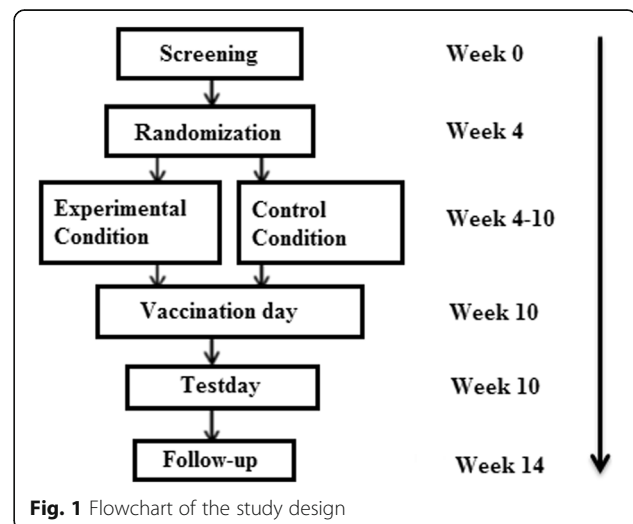 Screening Week 0
Randomization Week 4
Experimental Condition Control Condition Week 4-10
Vaccination day Week 10
Testday Week 10
Follow-up Week 14
Fig. 1 Flowchart of the study design